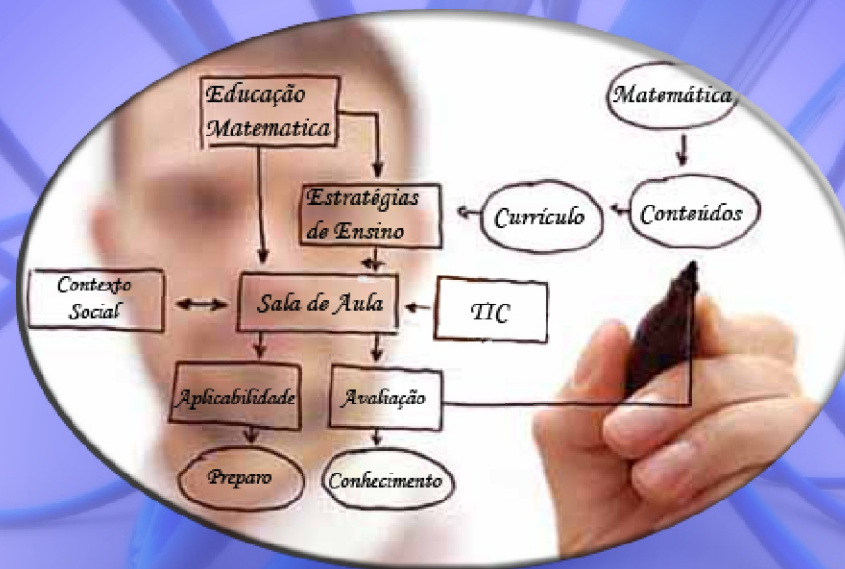 Educação
Matematica
Matemática
Estratégias
de Ensino
Currículo
Conteúdos
Contexto
Social
Sala de Aula
TIC
Aplicabilidade
Avaliação
Preparo
Conhecimento